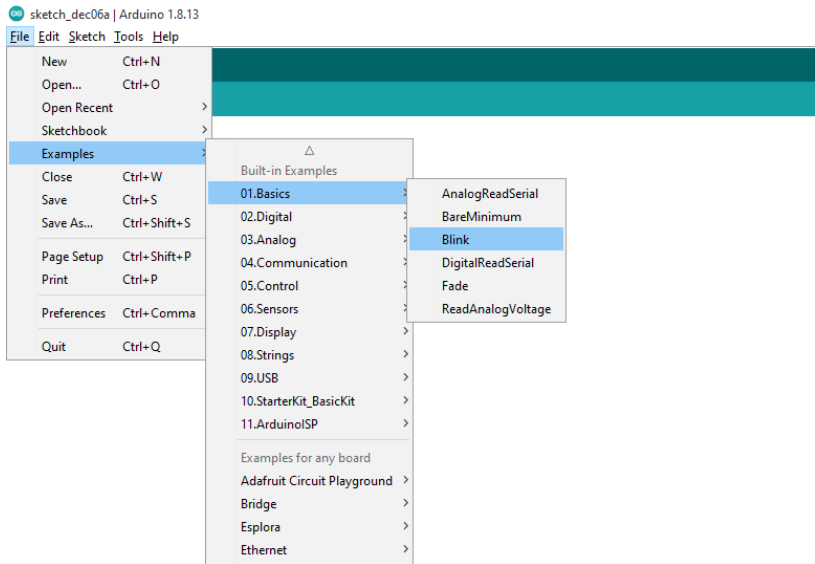 sketch_dec06a | Arduino 1.8.13
File Edit Sketch Tools Help
New Ctrl+N
Open... Ctrl+O
Open Recent
Sketchbook
Examples
Close Ctrl+W
Save Ctrl+S
Save As... Ctrl+Shift+S
Page Setup Ctrl+Shift+P
Print Ctrl+P
Preferences Ctrl+Comma
Quit Ctrl+Q
Built-in Examples
01.Basics
02.Digital
03.Analog
04.Communication
05.Control
06.Sensors
07.Display
08.Strings
09.USB
10.StarterKit_BasicKit
11.ArduinoISP
Examples for any board
Adafruit Circuit Playground
Bridge
Esplora
Ethernet
AnalogReadSerial
BareMinimum
Blink
DigitalReadSerial
Fade
ReadAnalogVoltage